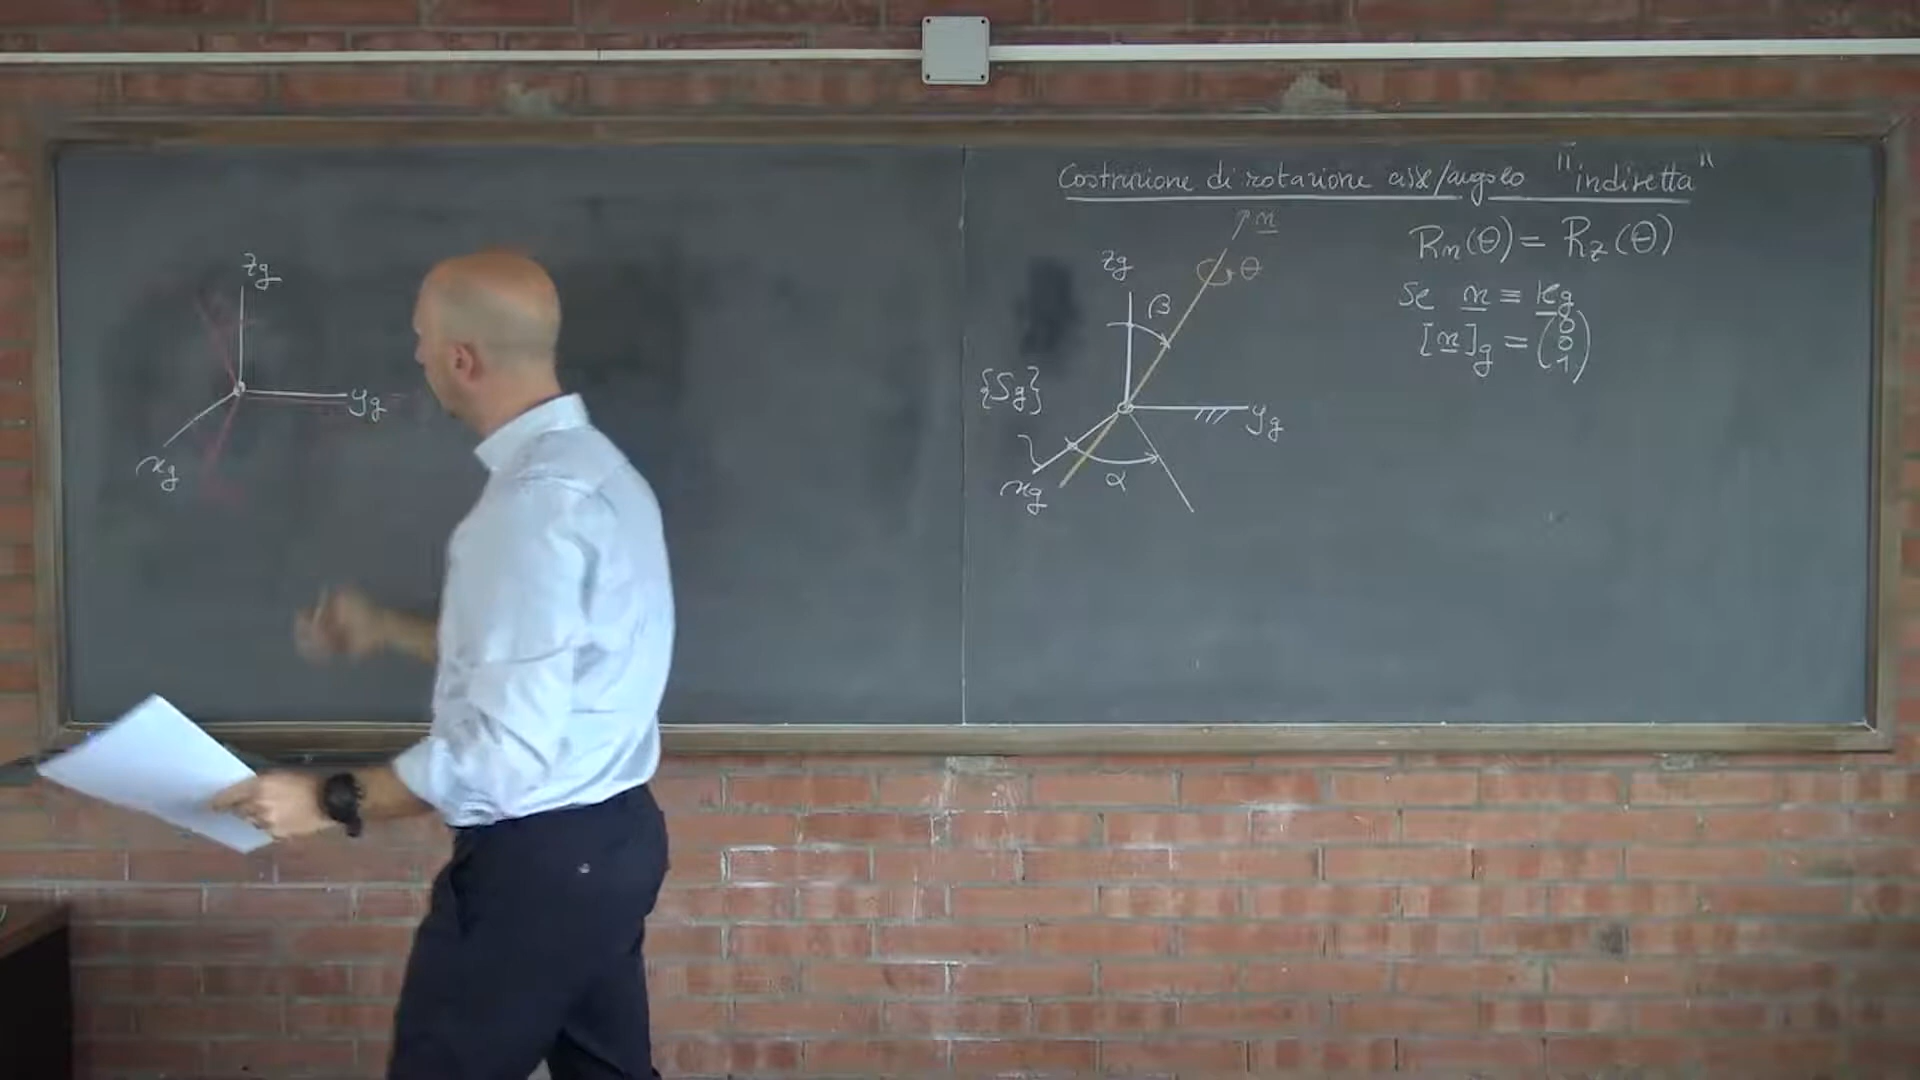 zg
yg
xg
Costruzione di rotazione asse/angolo "indiretta"
n
Rn(θ) = Rz(θ)
zg
θ
β
Se n ≡ kg
[n]g = (0 0 1)
{Sg}
yg
xg
α